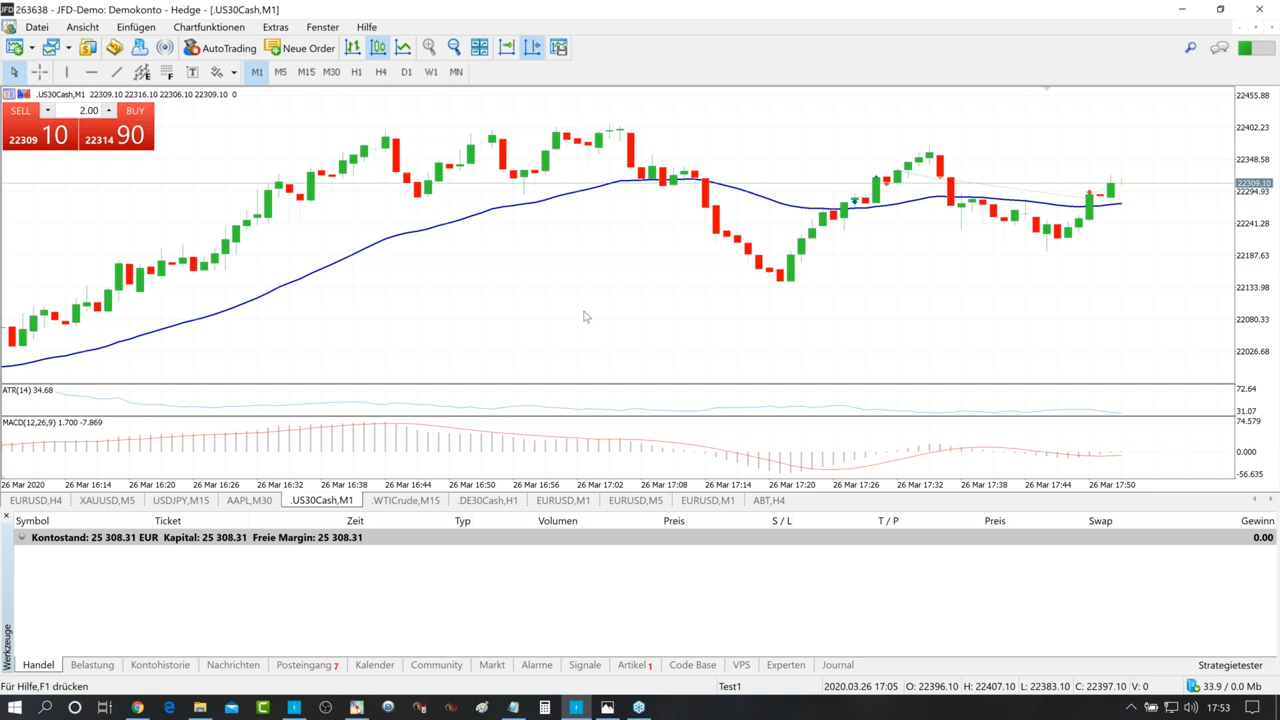 263638 - JFD-Demo: Demokonto - Hedge - [.US30Cash,M1]
Datei Ansicht Einfügen Chartfunktionen Extras Fenster Hilfe
AutoTrading New Order
M1 M5 M15 M30 H1 H4 D1 W1 MN
.US30Cash,M1 22309.10 22316.10 22306.10 22309.10 0
SELL 2.00 BUY
22309 10 22314 90
22455.88
22402.23
22348.58
22309.10
22294.93
22241.28
22187.63
22133.98
22080.33
22026.68
ATR(14) 34.68
72.64
31.07
MACD(12,26,9) 1.700 -7.869
74.579
0.000
-56.635
26 Mar 2020 26 Mar 16:14 26 Mar 16:20 26 Mar 16:26 26 Mar 16:32 26 Mar 16:38 26 Mar 16:44 26 Mar 16:50 26 Mar 16:56 26 Mar 17:02 26 Mar 17:08 26 Mar 17:14 26 Mar 17:20 26 Mar 17:26 26 Mar 17:32 26 Mar 17:38 26 Mar 17:44 26 Mar 17:50
EURUSD,H4 XAUUSD,M5 USDJPY,M15 AAPL,M30 .US30Cash,M1 .WTICrude,M15 .DE30Cash,H1 EURUSD,M1 EURUSD,M5 EURUSD,M1 ABT,H4
Symbol Ticket Zeit Typ Volumen Preis S / L T / P Preis Swap Gewinn
Kontostand: 25 308.31 EUR Kapital: 25 308.31 Freie Margin: 25 308.31 0.00
Werkzeuge
Handel Belastung Kontohistorie Nachrichten Posteingang 7 Kalender Community Markt Alarme Signale Artikel 1 Code Base VPS Experten Journal Strategietester
Für Hilfe,F1 drücken Test1 2020.03.26 17:05 O: 22396.10 H: 22407.10 L: 22383.10 C: 22397.10 V: 0 33.9 / 0.0 Mb
17:53